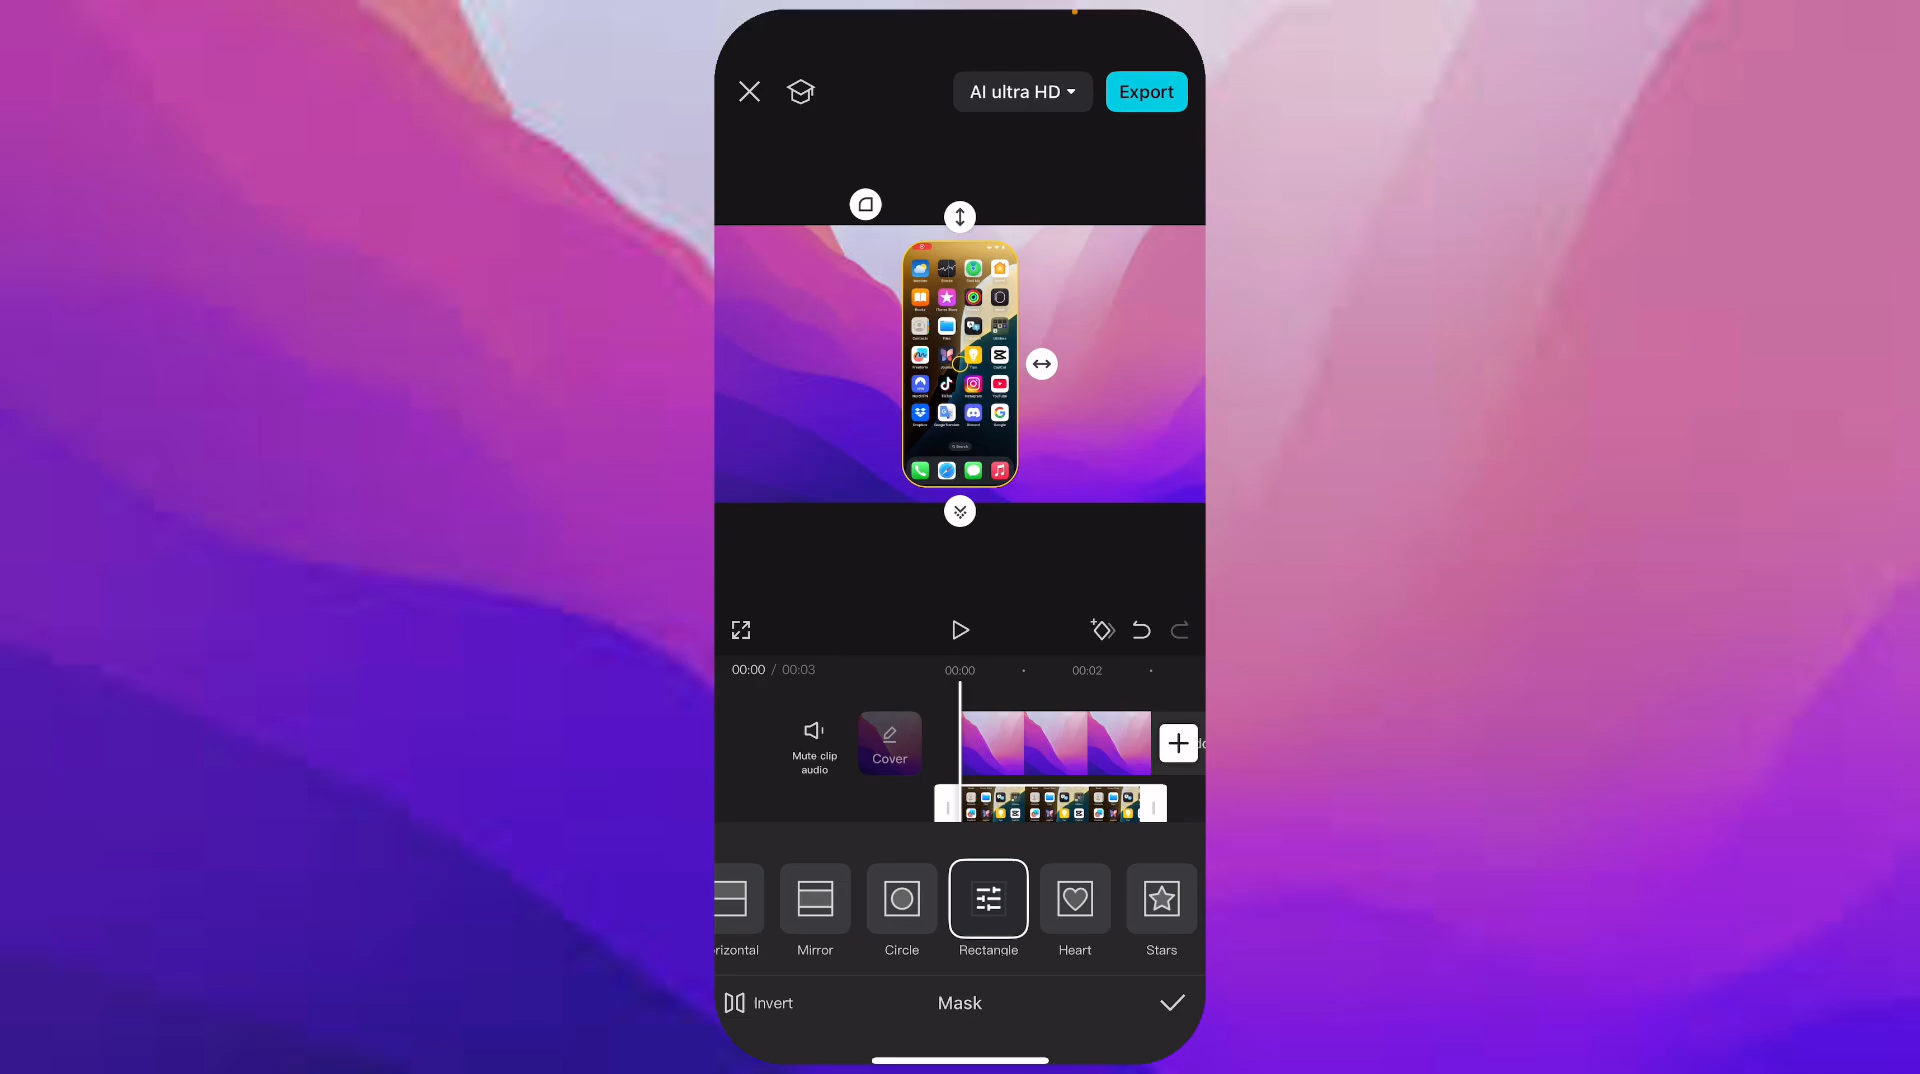 AI ultra HD
Export
Search
00:00 / 00:03
00:00
00:02
Mute clip
audio
Cover
rizontal
Mirror
Circle
Rectangle
Heart
Stars
Invert
Mask